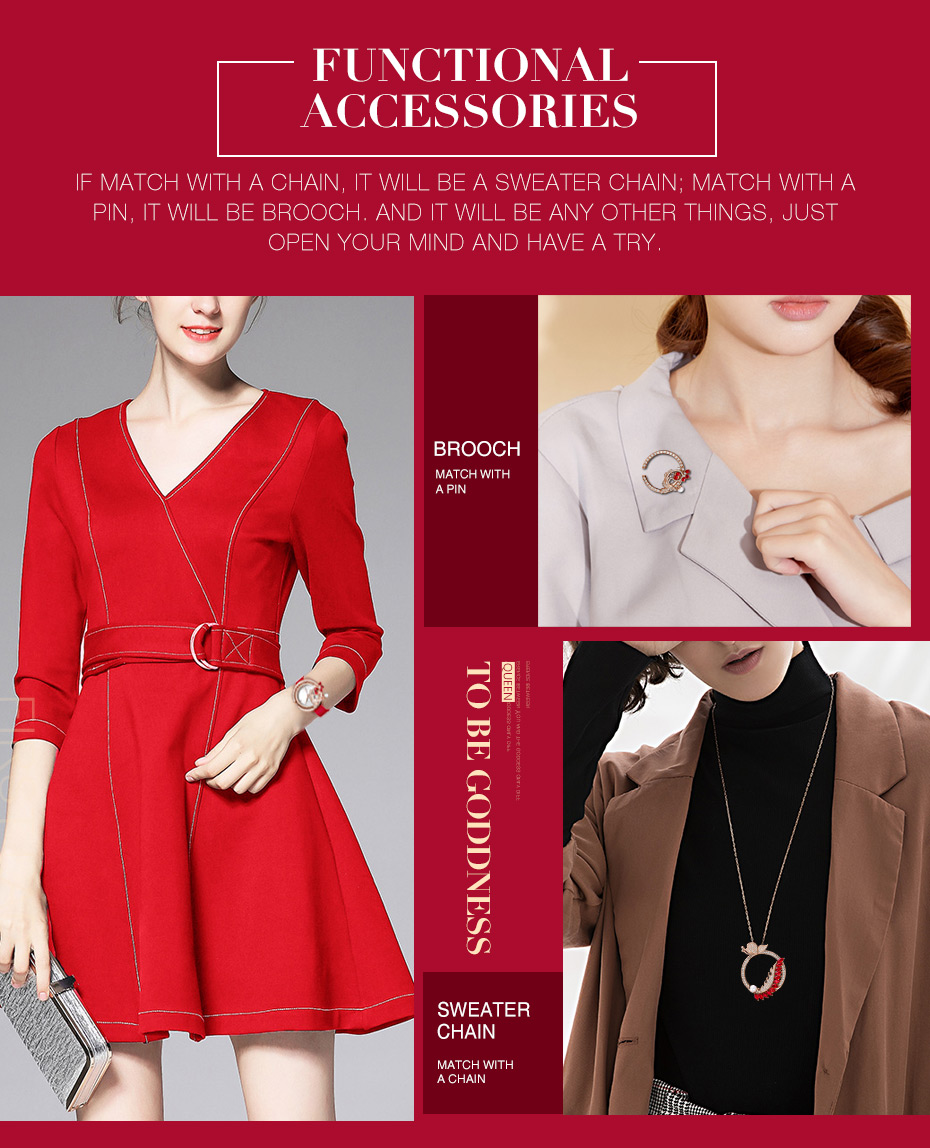 FUNCTIONAL
ACCESSORIES
IF MATCH WITH A CHAIN, IT WILL BE A SWEATER CHAIN; MATCH WITH A
PIN, IT WILL BE BROOCH. AND IT WILL BE ANY OTHER THINGS, JUST
OPEN YOUR MIND AND HAVE A TRY.
BROOCH
MATCH WITH
A PIN
QUEEN
TO BE GODDNESS
SWEATER
CHAIN
MATCH WITH
A CHAIN